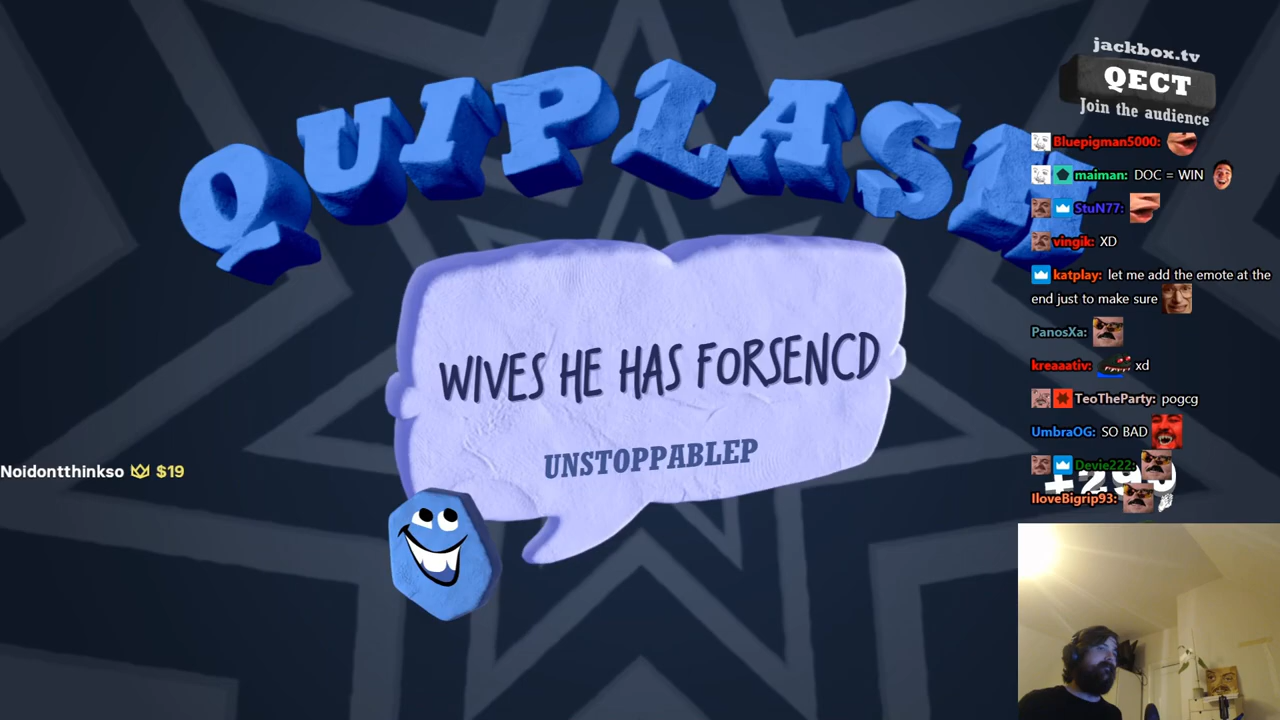 jackbox.tv
QECT
Join the audience
QUIPLASH
WIVES HE HAS FORSENCD
UNSTOPPABLEP
Noidontthinkso $19
Bluepigman5000:
maiman: DOC = WIN
StuN77:
vingik: XD
katplay: let me add the emote at the
end just to make sure
PanosXa:
kreaaativ: xd
TeoTheParty: pogcg
UmbraOG: SO BAD
Devie222:
IloveBigrip93: